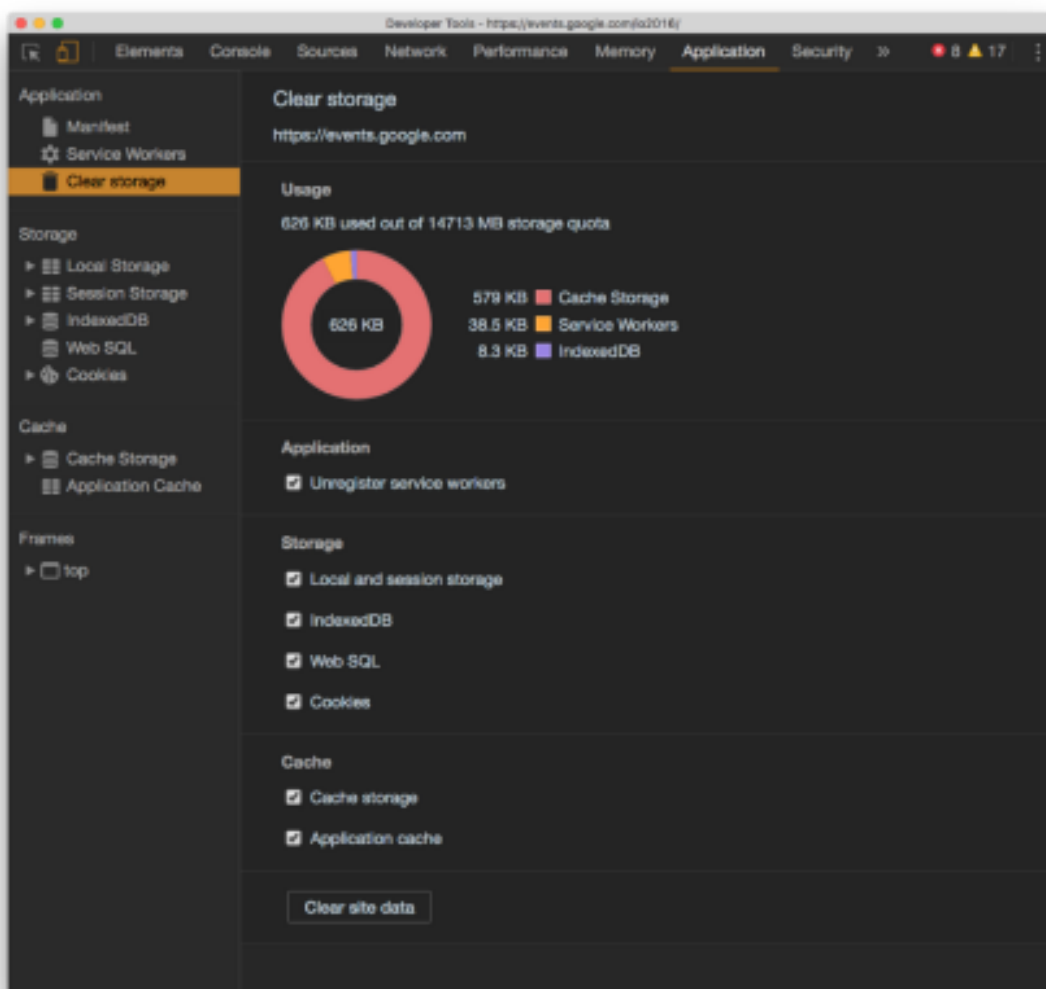 Developer Tools - https://events.google.com/io2016/
Elements Console Sources Network Performance Memory Application Security » 8 17
Application
Manifest
Service Workers
Clear storage
Storage
Local Storage
Session Storage
IndexedDB
Web SQL
Cookies
Cache
Cache Storage
Application Cache
Frames
top
Clear storage
https://events.google.com
Usage
626 KB used out of 14713 MB storage quota
626 KB
579 KB Cache Storage
38.5 KB Service Workers
8.3 KB IndexedDB
Application
Unregister service workers
Storage
Local and session storage
IndexedDB
Web SQL
Cookies
Cache
Cache storage
Application cache
Clear site data